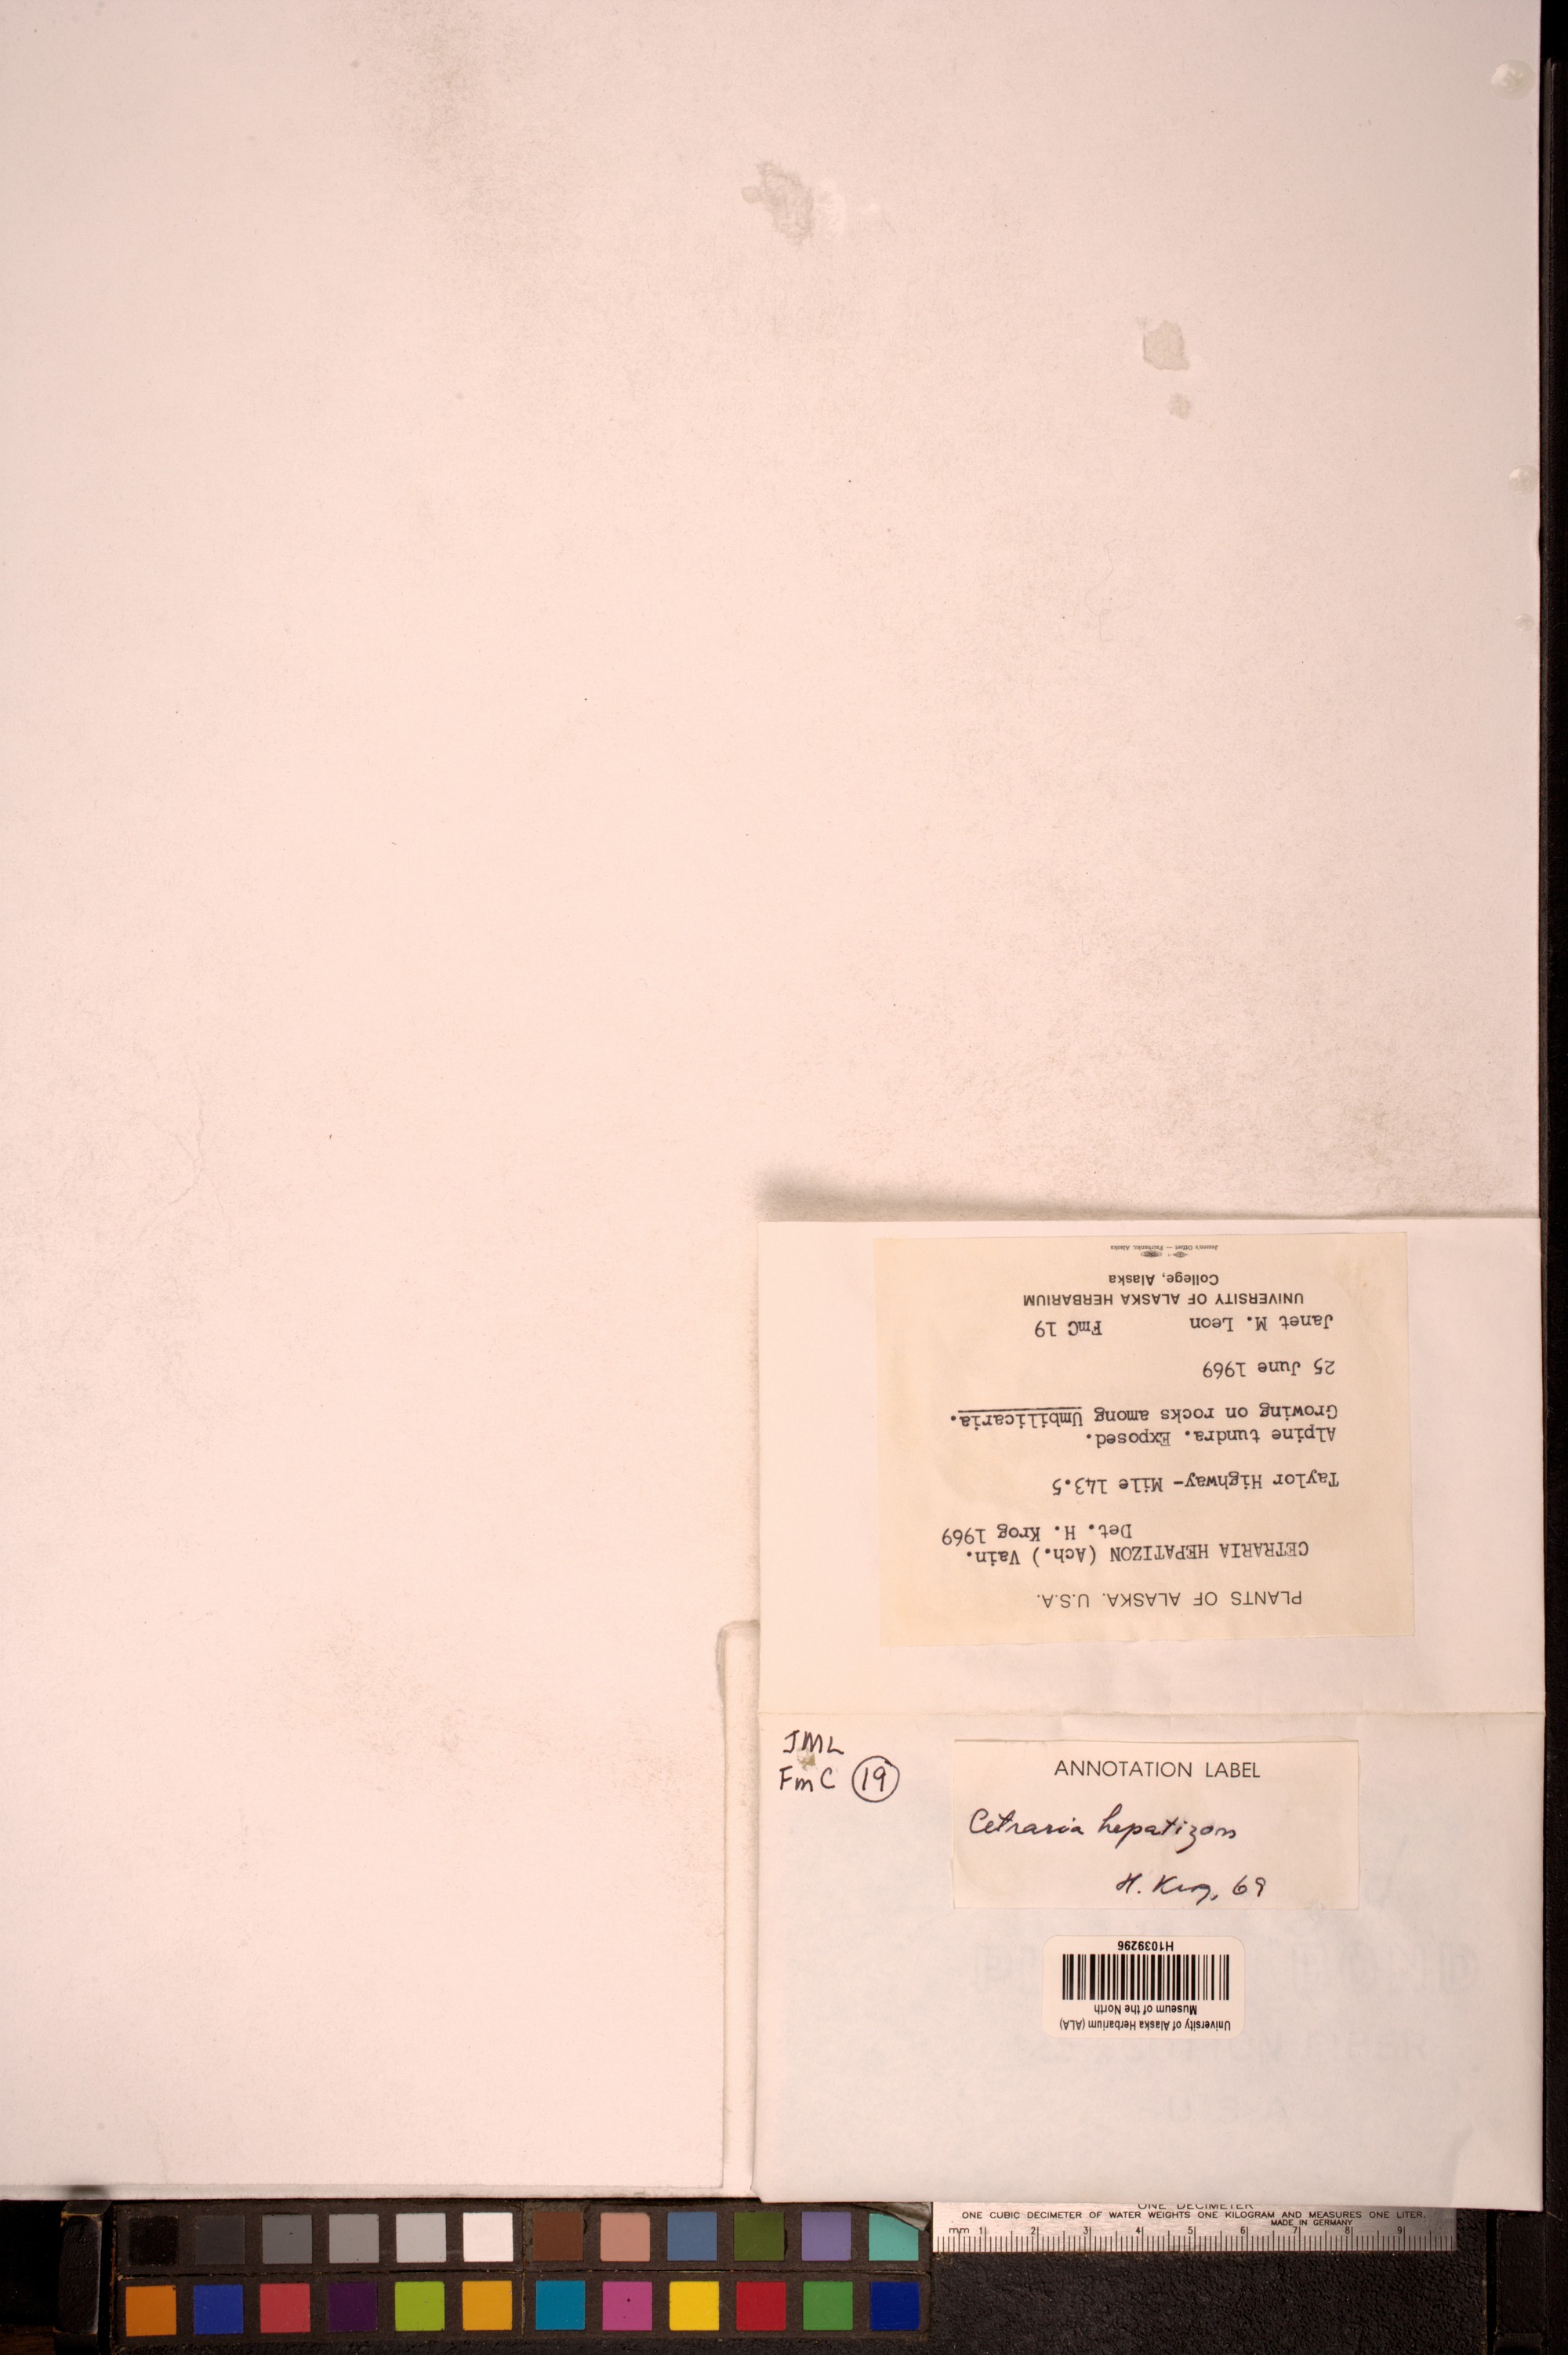 PLANTS OF ALASKA. U.S.A.
CETRARIA HEPATIZON (Ach.) Vain.
Det. H. Krog 1969
Taylor Highway- Mile 143.5
Alpine tundra. Exposed.
Growing on rocks among Umbilicaria.
25 June 1969
Janet M. Leon FmC 19
UNIVERSITY OF ALASKA HERBARIUM
College, Alaska
JML
FmC 19
ANNOTATION LABEL
Cetraria hepatizon
H. Krog, 69
University of Alaska Herbarium (ALA)
Museum of the North
H1039296
ONE DECIMETER
ONE CUBIC DECIMETER OF WATER WEIGHTS ONE KILOGRAM AND MEASURES ONE LITER.
MADE IN GERMANY
mm 1 2 3 4 5 6 7 8 9